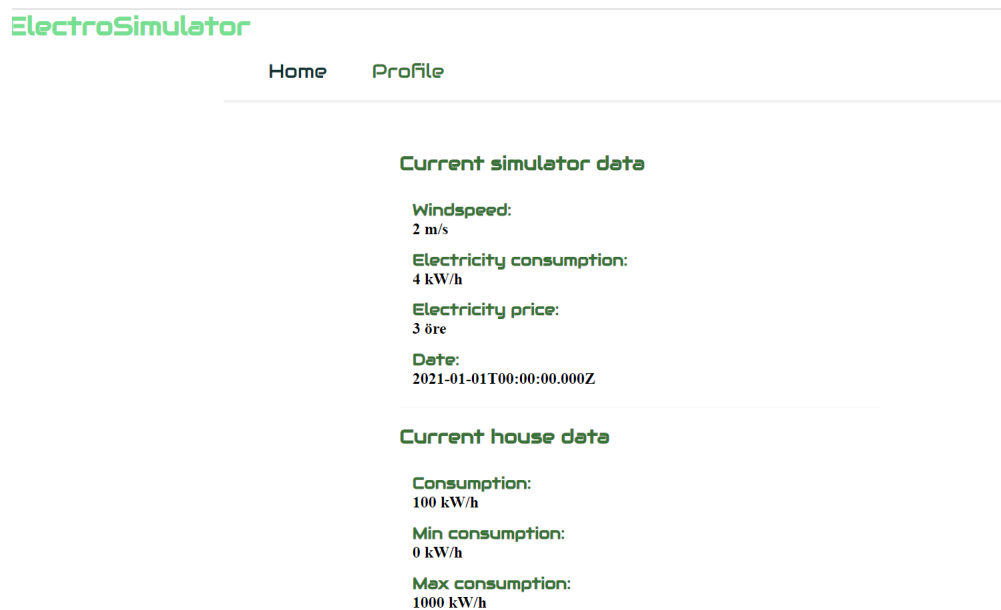 ElectroSimulator
Home Profile
Current simulator data
Windspeed:
2 m/s
Electricity consumption:
4 kW/h
Electricity price:
3 öre
Date:
2021-01-01T00:00:00.000Z
Current house data
Consumption:
100 kW/h
Min consumption:
0 kW/h
Max consumption:
1000 kW/h